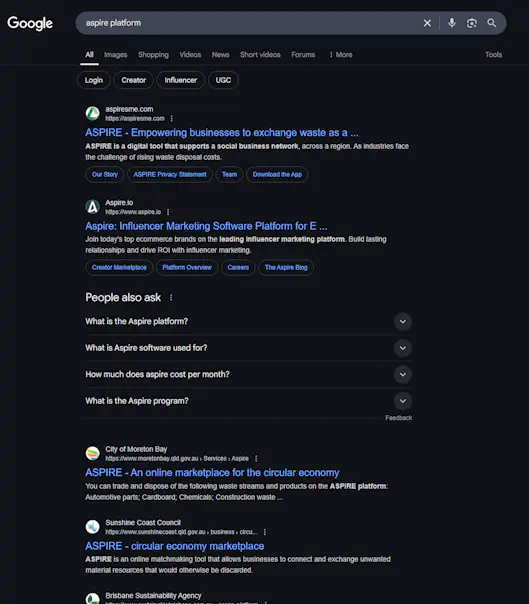 Google
aspire platform
All Images Shopping Videos News Short videos Forums More Tools
Login Creator Influencer UGC
aspiresme.com
https://aspiresme.com
ASPIRE - Empowering businesses to exchange waste as a ...
ASPIRE is a digital tool that supports a social business network, across a region. As industries face
the challenge of rising waste disposal costs.
Our Story ASPIRE Privacy Statement Team Download the App
Aspire.io
https://www.aspire.io
Aspire: Influencer Marketing Software Platform for E ...
Join today's top ecommerce brands on the leading influencer marketing platform. Build lasting
relationships and drive ROI with influencer marketing.
Creator Marketplace Platform Overview Careers The Aspire Blog
People also ask
What is the Aspire platform?
What is Aspire software used for?
How much does aspire cost per month?
What is the Aspire program?
Feedback
City of Moreton Bay
https://www.moretonbay.qld.gov.au › Services › Aspire
ASPIRE - An online marketplace for the circular economy
You can trade and dispose of the following waste streams and products on the ASPIRE platform:
Automotive parts; Cardboard; Chemicals; Construction waste ...
Sunshine Coast Council
https://www.sunshinecoast.qld.gov.au › business › circu...
ASPIRE - circular economy marketplace
ASPIRE is an online matchmaking tool that allows businesses to connect and exchange unwanted
material resources that would otherwise be discarded.
Brisbane Sustainability Agency